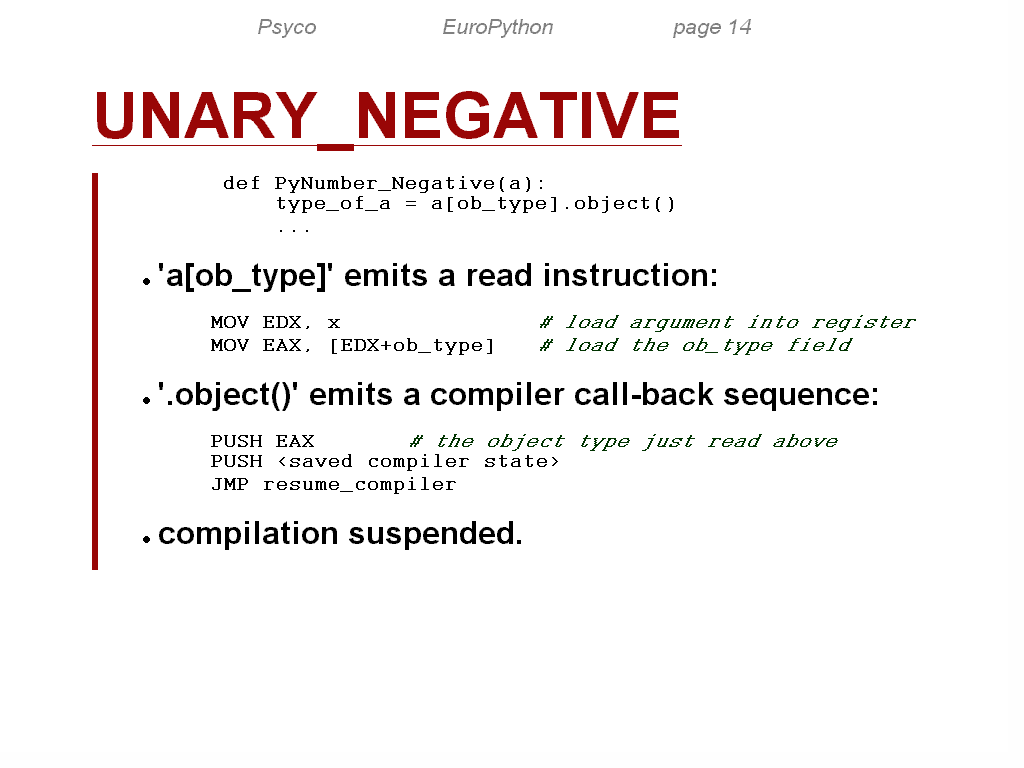 Psyco EuroPython page 14
UNARY_NEGATIVE
def PyNumber_Negative(a):
type_of_a = a[ob_type].object()
...
• 'a[ob_type]' emits a read instruction:
MOV EDX, x # load argument into register
MOV EAX, [EDX+ob_type] # load the ob_type field
• '.object()' emits a compiler call-back sequence:
PUSH EAX # the object type just read above
PUSH <saved compiler state>
JMP resume_compiler
• compilation suspended.